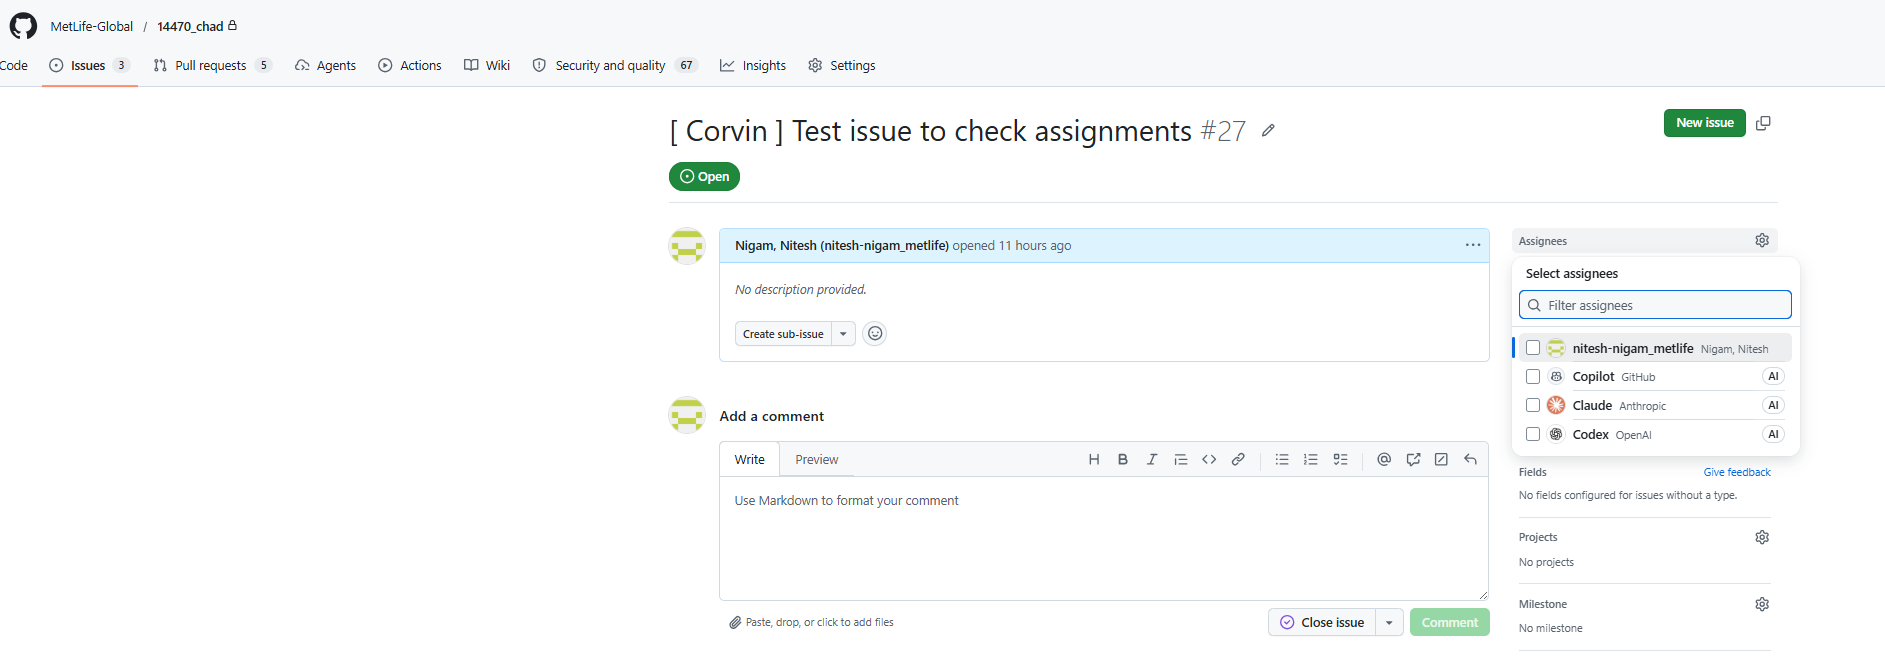 MetLife-Global / 14470_chad
Code Issues 3 Pull requests 5 Agents Actions Wiki Security and quality 67 Insights Settings
[ Corvin ] Test issue to check assignments #27
New issue
Open
Nigam, Nitesh (nitesh-nigam_metlife) opened 11 hours ago
No description provided.
Create sub-issue
Assignees
Select assignees
Filter assignees
nitesh-nigam_metlife Nigam, Nitesh
Copilot GitHub AI
Claude Anthropic AI
Codex OpenAI AI
Add a comment
Write Preview
Use Markdown to format your comment
Paste, drop, or click to add files
Close issue Comment
Fields Give feedback
No fields configured for issues without a type.
Projects
No projects
Milestone
No milestone